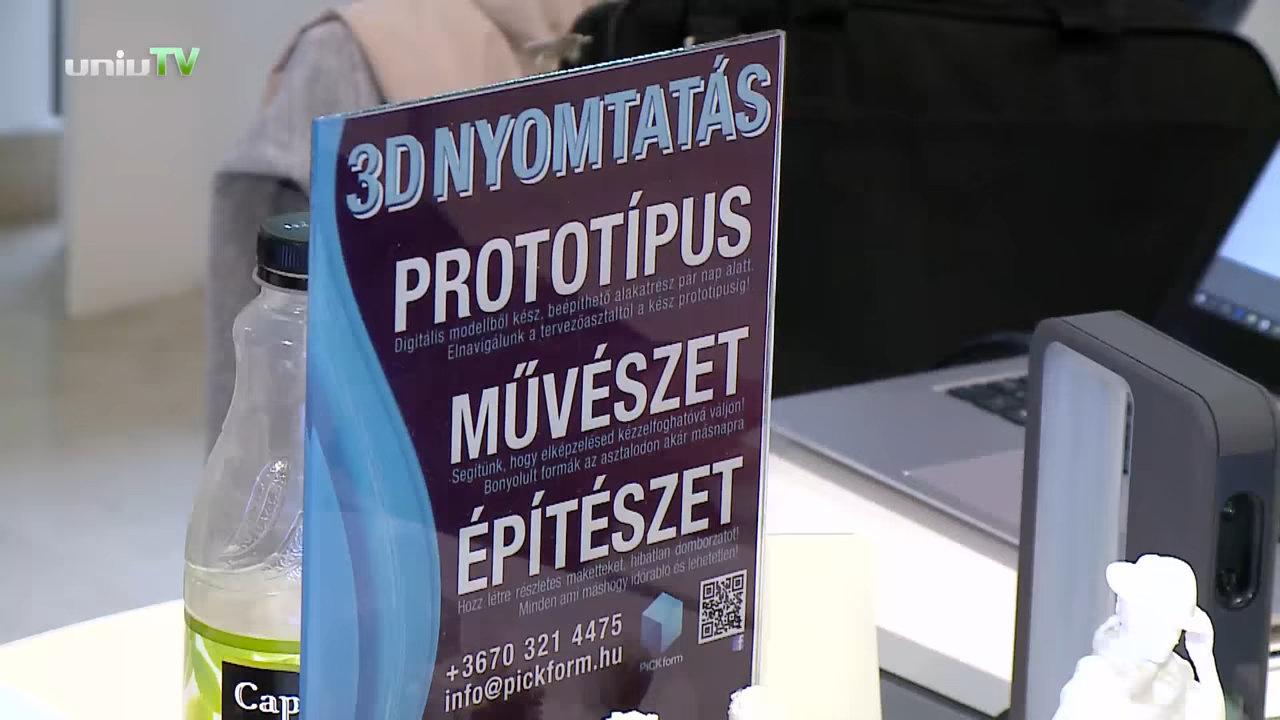 uniuTV
3D NYOMTATÁS
PROTOTÍPUS
Digitális modellből kész, beépíthető alakatrész pár nap alatt.
Elnavigálunk a tervezőasztaltól a kész prototípusig!
MŰVÉSZET
Segítünk, hogy elképzelésed kézzelfoghatóvá váljon!
Bonyolult formák az asztalodon akár másnapra
ÉPÍTÉSZET
Hozz létre részletes maketteket, hibátlan domborzatot!
Minden ami máshogy időrabló és lehetetlen!
+3670 321 4475
info@pickform.hu
PiCKform
Cap